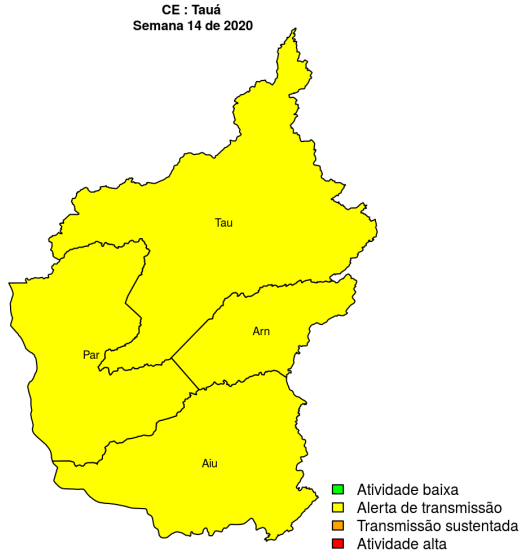 CE : Tauá
Semana 14 de 2020
Tau
Arn
Par
Aiu
Atividade baixa
Alerta de transmissão
Transmissão sustentada
Atividade alta